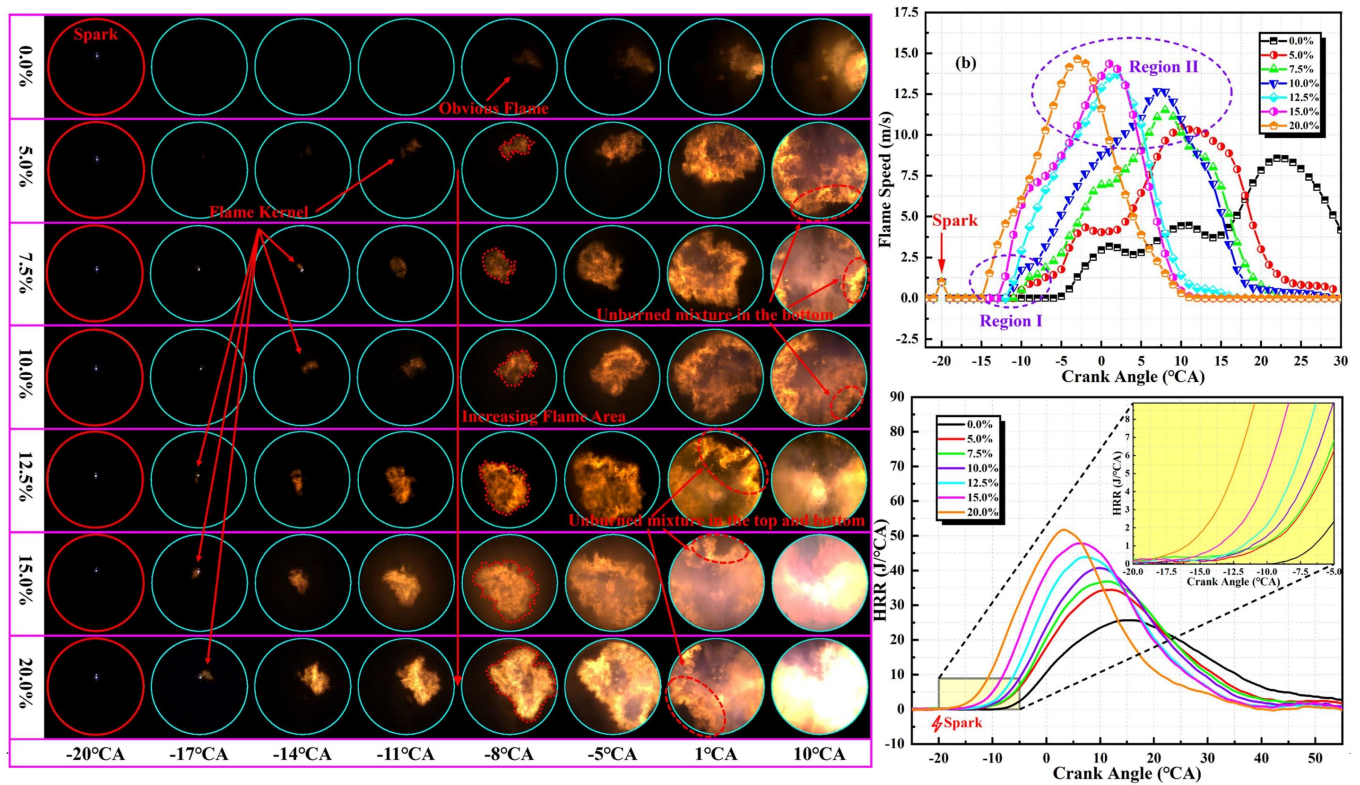 0.0%
Spark
Obvious Flame
5.0%
Flame Kernel
7.5%
Unburned mixture in the bottom
10.0%
Increasing Flame Area
12.5%
Unburned mixture in the top and bottom
15.0%
20.0%
-20°CA -17°CA -14°CA -11°CA -8°CA -5°CA 1°CA 10°CA
17.5
15.0
12.5
10.0
7.5
5.0
2.5
0.0
-2.5
Flame Speed (m/s)
(b)
Region II
Spark
Region I
0.0%
5.0%
7.5%
10.0%
12.5%
15.0%
20.0%
-20 -15 -10 -5 0 5 10 15 20 25 30
Crank Angle (°CA)
90
80
70
60
50
40
30
20
10
0
-10
HRR (J/°CA)
0.0%
5.0%
7.5%
10.0%
12.5%
15.0%
20.0%
8
7
6
5
4
3
2
1
0
HRR (J/°CA)
-20.0 -17.5 -15.0 -12.5 -10.0 -7.5 -5.0
Crank Angle (°CA)
Spark
-20 -10 0 10 20 30 40 50
Crank Angle (°CA)